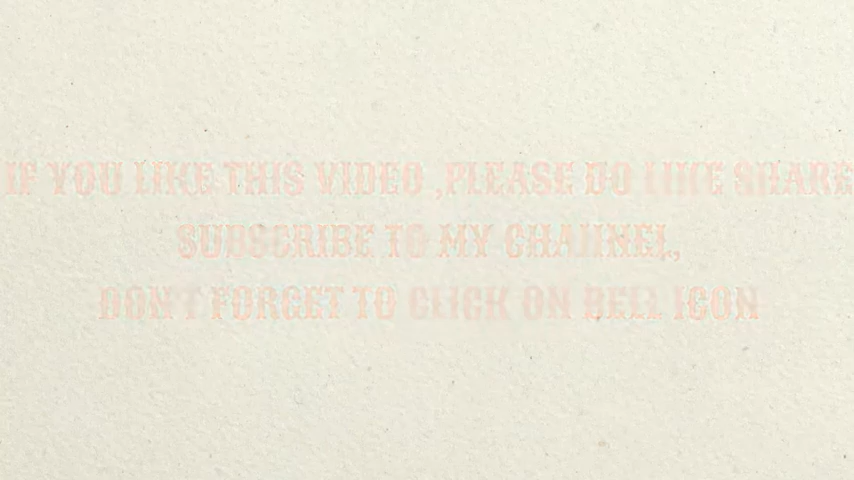 IF YOU LIKE THIS VIDEO ,PLEASE DO LIKE SHARE
SUBSCRIBE TO MY CHANNEL,
DON'T FORGET TO CLICK ON BELL ICON